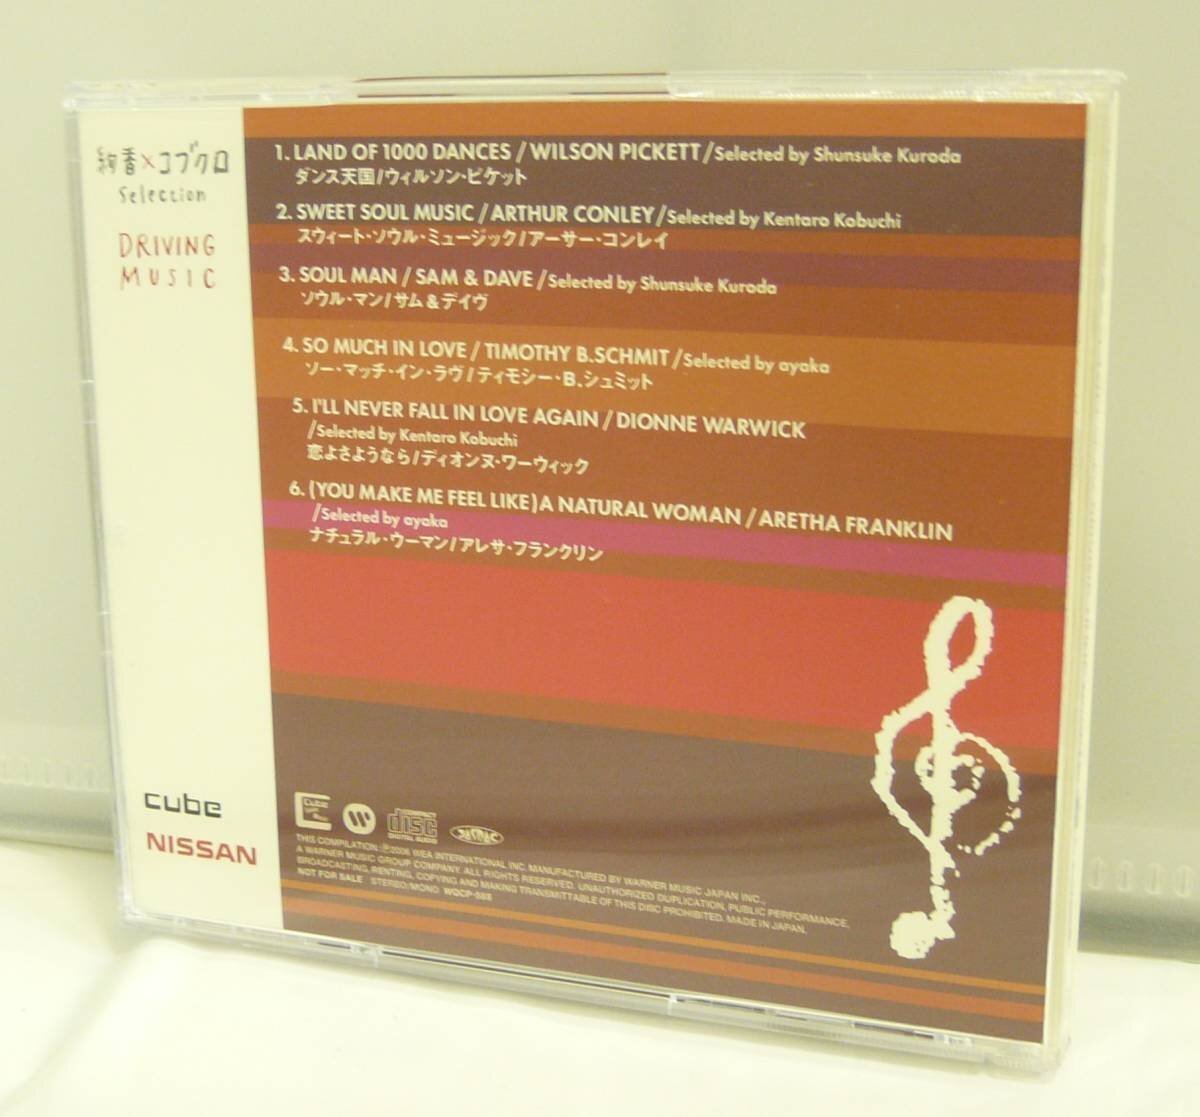 絢香×コブクロ
Selection
DRIVING
MUSIC
1. LAND OF 1000 DANCES / WILSON PICKETT / Selected by Shunsuke Kuroda
ダンス天国/ウィルソン・ピケット
2. SWEET SOUL MUSIC / ARTHUR CONLEY / Selected by Kentaro Kobuchi
スウィート・ソウル・ミュージック/アーサー・コンレイ
3. SOUL MAN / SAM & DAVE / Selected by Shunsuke Kuroda
ソウル・マン/サム&デイヴ
4. SO MUCH IN LOVE / TIMOTHY B.SCHMIT / Selected by ayaka
ソー・マッチ・イン・ラヴ/ティモシー・B.シュミット
5. I'LL NEVER FALL IN LOVE AGAIN / DIONNE WARWICK
/Selected by Kentaro Kobuchi
恋よさようなら/ディオンヌ・ワーウィック
6. (YOU MAKE ME FEEL LIKE) A NATURAL WOMAN / ARETHA FRANKLIN
/Selected by ayaka
ナチュラル・ウーマン/アレサ・フランクリン
cube
NISSAN
COMPACT
disc
DIGITAL AUDIO
JASRAC
THIS COMPILATION ℗2006 WEA INTERNATIONAL INC. MANUFACTURED BY WARNER MUSIC JAPAN INC.,
A WARNER MUSIC GROUP COMPANY. ALL RIGHTS RESERVED. UNAUTHORIZED DUPLICATION, PUBLIC PERFORMANCE,
BROADCASTING, RENTING, COPYING AND MAKING TRANSMITTABLE OF THIS DISC PROHIBITED. MADE IN JAPAN.
NOT FOR SALE STEREO/MONO